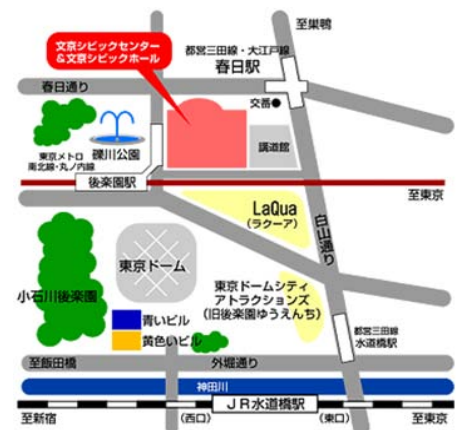 至巣鴨
文京シビックセンター
＆文京シビックホール
都営三田線・大江戸線
春日駅
春日通り
交番●
礫川公園
講道館
東京メトロ
南北線・丸ノ内線
後楽園駅
至東京
LaQua
(ラクーア)
白山通り
東京ドーム
小石川後楽園
東京ドームシティ
アトラクションズ
(旧後楽園ゆうえんち)
青いビル
黄色いビル
都営三田線
水道橋駅
至飯田橋
外堀通り
神田川
JR水道橋駅
至新宿
(西口)
(東口)
至東京